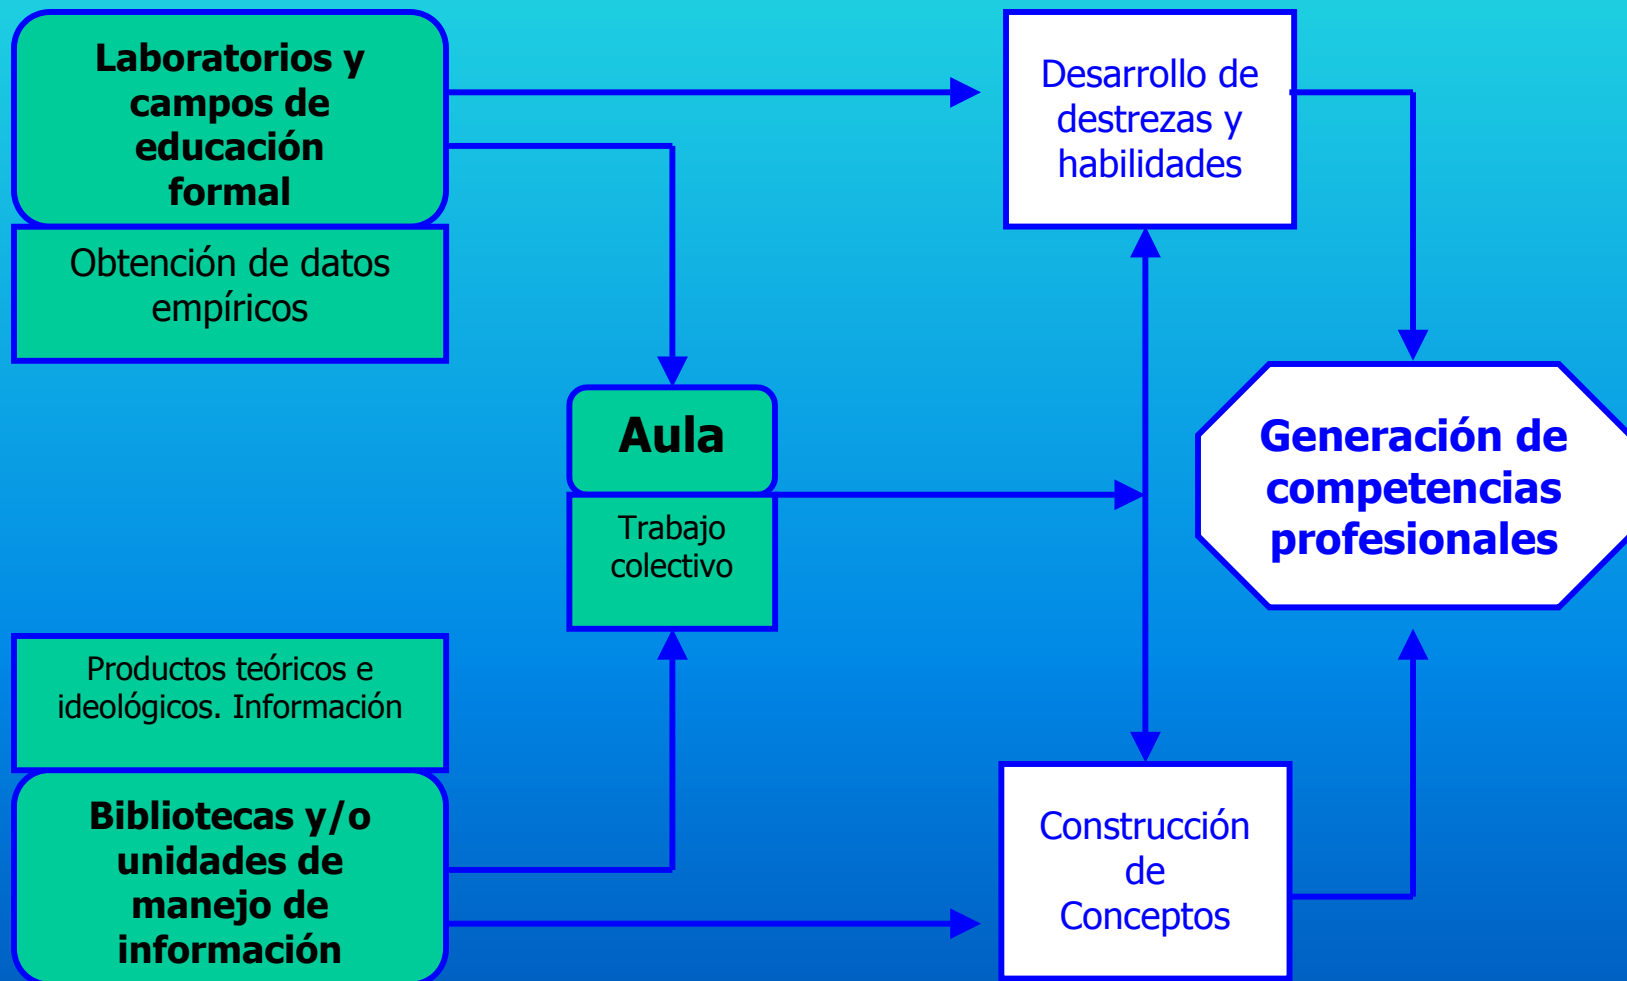 Laboratorios y
campos de
educación
formal
Obtención de datos
empíricos
Desarrollo de
destrezas y
habilidades
Aula
Trabajo
colectivo
Generación de
competencias
profesionales
Productos teóricos e
ideológicos. Información
Bibliotecas y/o
unidades de
manejo de
información
Construcción
de
Conceptos